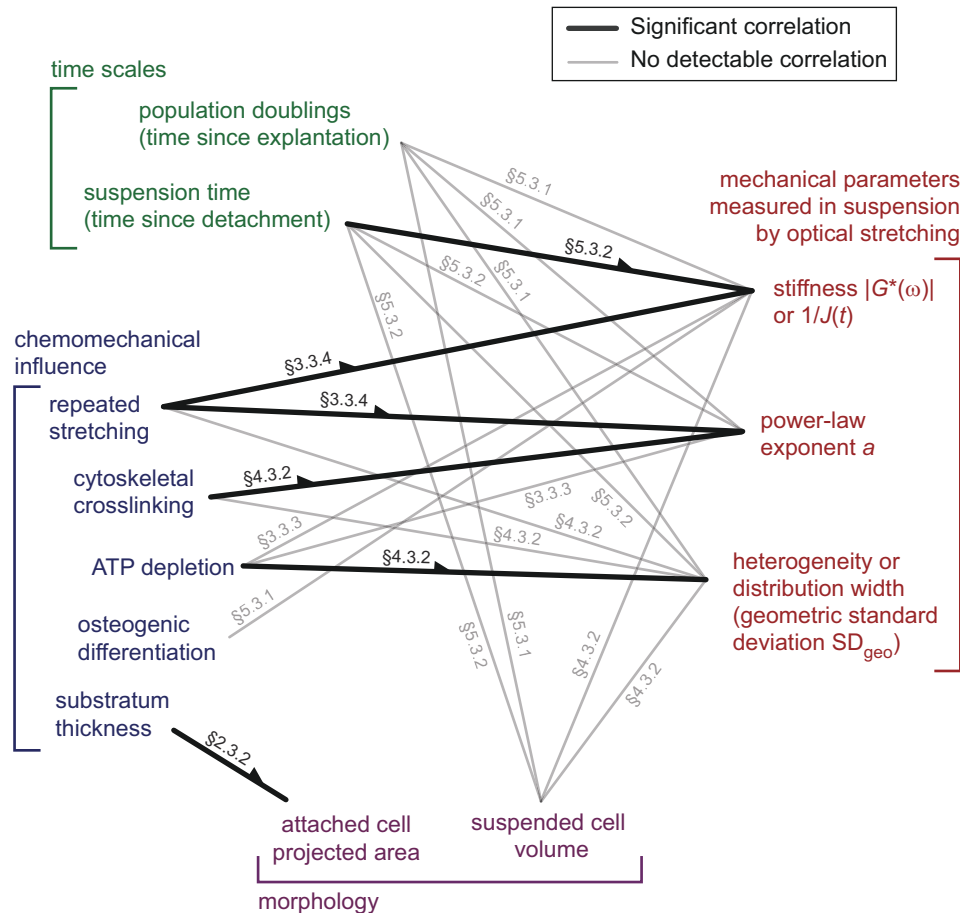 Significant correlation
No detectable correlation
time scales
population doublings
(time since explantation)
suspension time
(time since detachment)
mechanical parameters
measured in suspension
by optical stretching
§5.3.1
§5.3.1
§5.3.1
§5.3.2
§5.3.2
§5.3.2
stiffness |G*(ω)|
or 1/J(t)
chemomechanical
influence
repeated
stretching
§3.3.4
§3.3.4
power-law
exponent a
cytoskeletal
crosslinking
§4.3.2
§3.3.3
§5.3.2
§3.3.3
§4.3.2
§4.3.2
ATP depletion
§4.3.2
heterogeneity or
distribution width
(geometric standard
deviation SDgeo)
§5.3.1
osteogenic
differentiation
§5.3.2
§5.3.1
§4.3.2
§4.3.2
substratum
thickness
§2.3.2
attached cell
projected area
suspended cell
volume
morphology